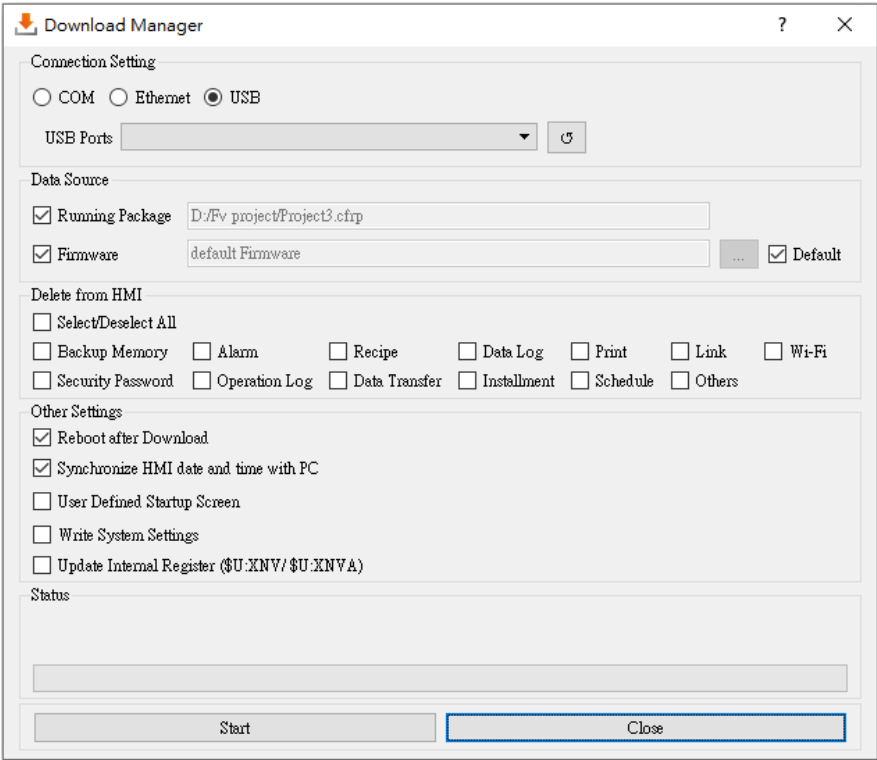 Download Manager ?
Connection Setting
COM Ethernet USB
USB Ports
Data Source
Running Package D:/Fv project/Project3.cfrp
Firmware default Firmware ... Default
Delete from HMI
Select/Deselect All
Backup Memory Alarm Recipe Data Log Print Link Wi-Fi
Security Password Operation Log Data Transfer Installment Schedule Others
Other Settings
Reboot after Download
Synchronize HMI date and time with PC
User Defined Startup Screen
Write System Settings
Update Internal Register ($U:XNV/ $U:XNVA)
Status
Start Close